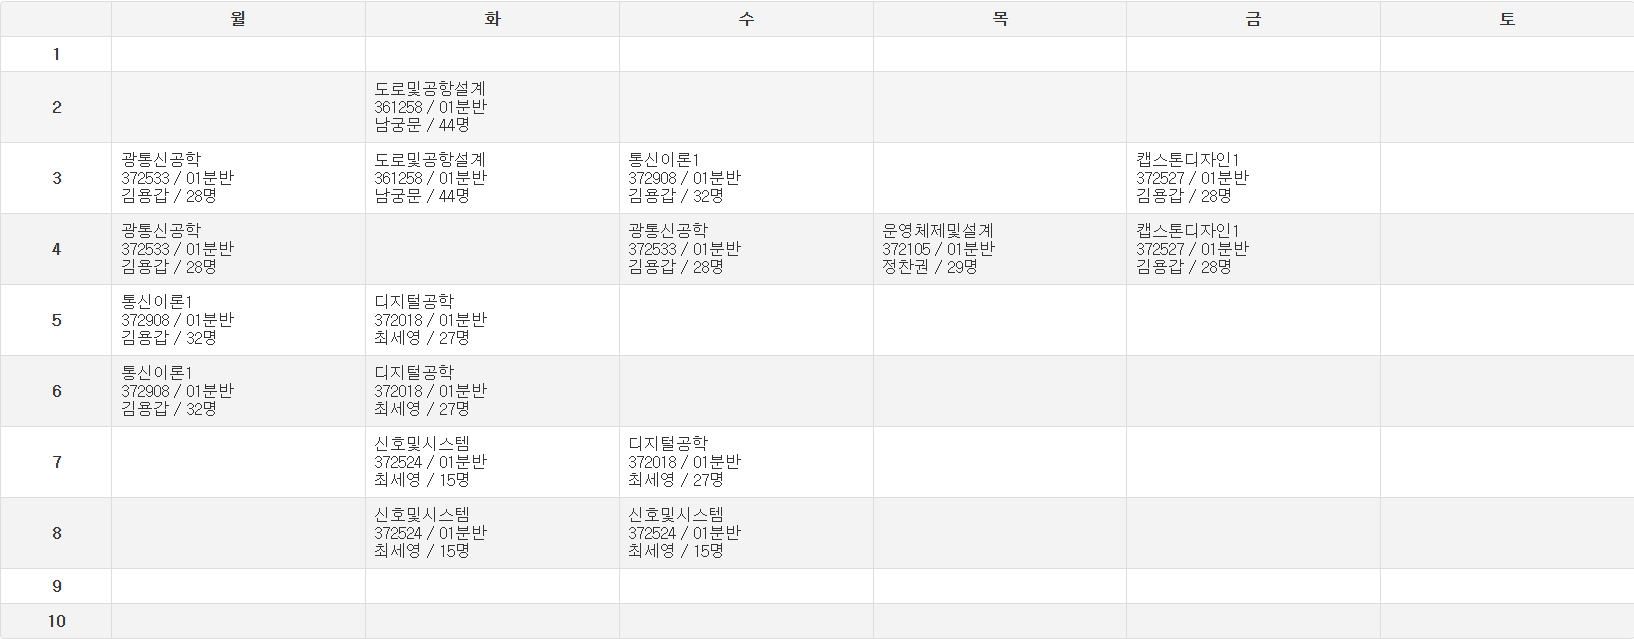 월 화 수 목 금 토
1
2
도로및공항설계
361258 / 01분반
남궁문 / 44명
3
광통신공학
372533 / 01분반
김용갑 / 28명
도로및공항설계
361258 / 01분반
남궁문 / 44명
통신이론1
372908 / 01분반
김용갑 / 32명
캡스톤디자인1
372527 / 01분반
김용갑 / 28명
4
광통신공학
372533 / 01분반
김용갑 / 28명
광통신공학
372533 / 01분반
김용갑 / 28명
운영체제및설계
372105 / 01분반
정찬권 / 29명
캡스톤디자인1
372527 / 01분반
김용갑 / 28명
5
통신이론1
372908 / 01분반
김용갑 / 32명
디지털공학
372018 / 01분반
최세영 / 27명
6
통신이론1
372908 / 01분반
김용갑 / 32명
디지털공학
372018 / 01분반
최세영 / 27명
7
신호및시스템
372524 / 01분반
최세영 / 15명
디지털공학
372018 / 01분반
최세영 / 27명
8
신호및시스템
372524 / 01분반
최세영 / 15명
신호및시스템
372524 / 01분반
최세영 / 15명
9
10